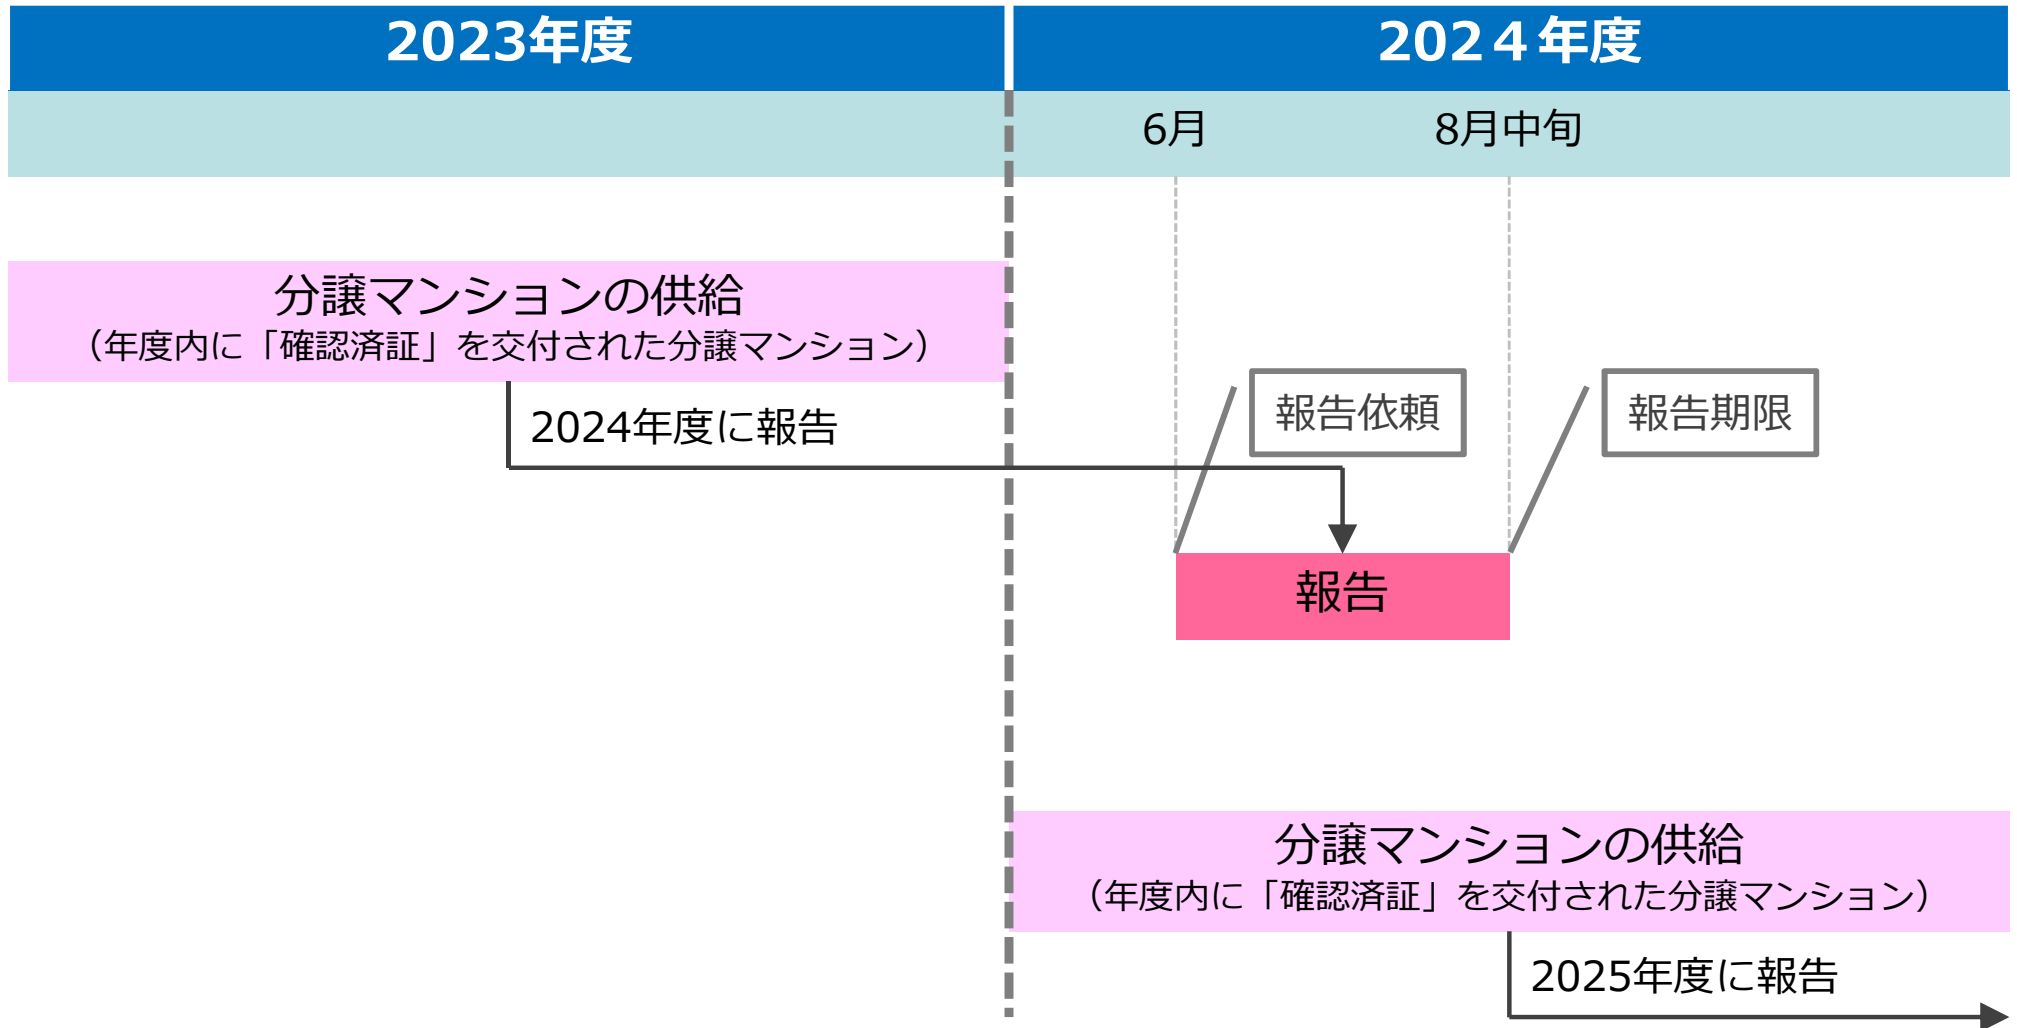 2023年度
202４年度
6月
8月中旬
分譲マンションの供給
（年度内に「確認済証」を交付された分譲マンション）
2024年度に報告
報告依頼
報告期限
報告
分譲マンションの供給
（年度内に「確認済証」を交付された分譲マンション）
2025年度に報告